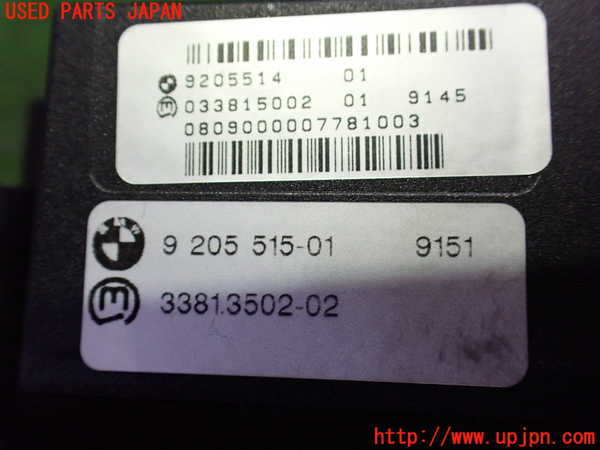 USED PARTS JAPAN
9205514 01
033815002 01 9145
0809000007781003
BMW
9 205 515-01 9151
33813502-02
http://www.upjpn.com/